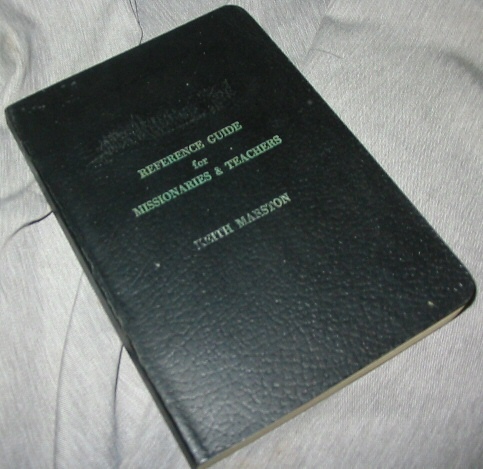 REFERENCE GUIDE
for
MISSIONARIES & TEACHERS
KEITH MARSTON